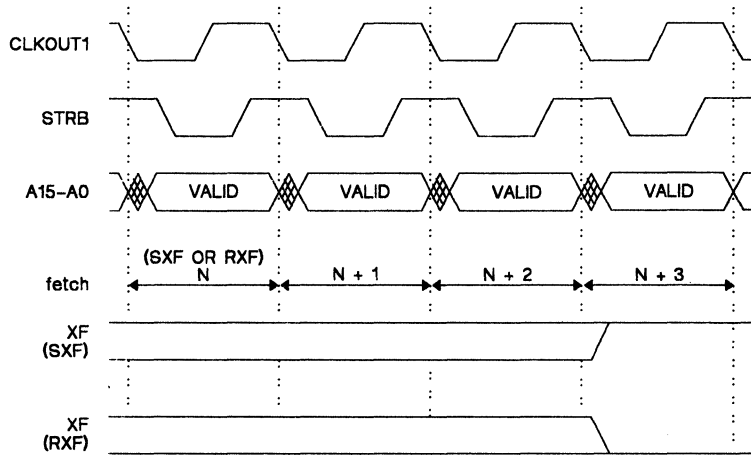 CLKOUT1
STRB
A15-A0
VALID VALID VALID VALID
(SXF OR RXF)
fetch N N + 1 N + 2 N + 3
XF
(SXF)
XF
(RXF)